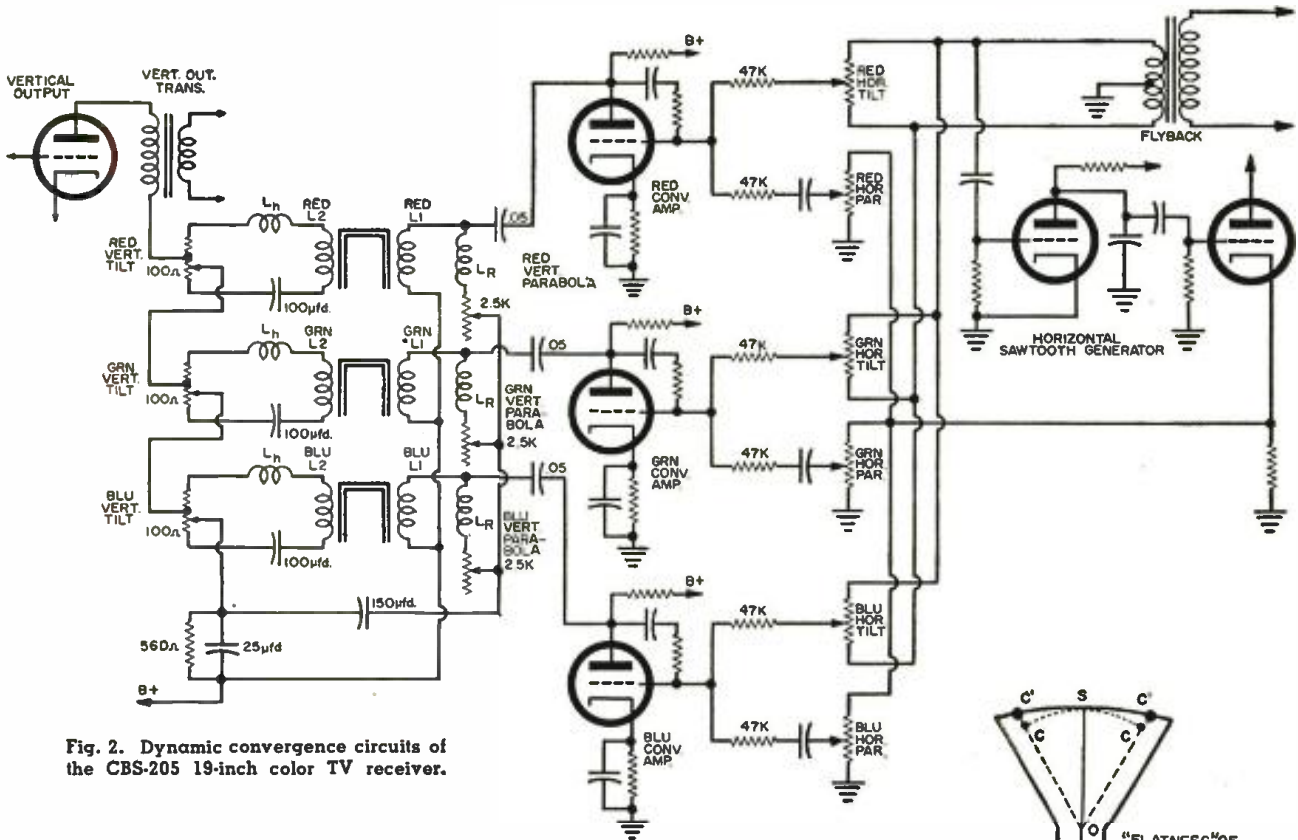 VERTICAL
OUTPUT
VERT. OUT.
TRANS.
RED
VERT.
TILT
100Ω
Lh
RED
L2
RED
L1
100µfd.
LR
.05
RED
VERT.
PARABOLA
2.5K
GRN
VERT.
TILT
100Ω
Lh
GRN
L2
GRN
L1
100µfd.
LR
.05
GRN
VERT
PARA-
BOLA
2.5K
BLU
VERT.
TILT
100Ω
Lh
BLU
L2
BLU
L1
100µfd.
LR
.05
BLU
VERT
PARA-
BOLA
2.5K
150µfd.
560Ω
25µfd
B+
B+
RED
CONV.
AMP.
47K
47K
RED
HOR.
TILT
RED
HOR
PAR
B+
GRN
CONV.
AMP.
47K
47K
GRN
HOR
TILT
GRN
HOR.
PAR
B+
BLU
CONV.
AMP.
47K
47K
BLU
HOR
TILT
BLU
HOR
PAR.
FLYBACK
HORIZONTAL
SAWTOOTH GENERATOR
Fig. 2. Dynamic convergence circuits of
the CBS-205 19-inch color TV receiver.
C' S C'
C C
O
"FLATNESS" OF